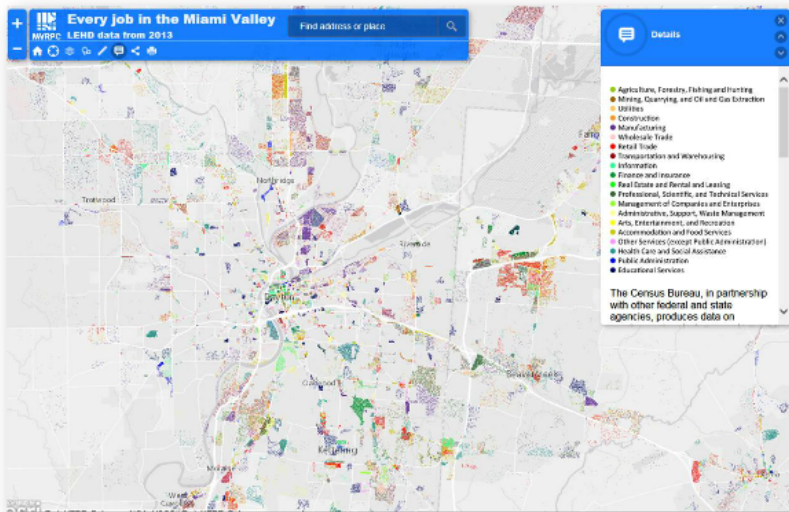 Every job in the Miami Valley
MVRPC
LEHD data from 2013
Find address or place
Details
Agriculture, Forestry, Fishing and Hunting
Mining, Quarrying, and Oil and Gas Extraction
Utilities
Construction
Manufacturing
Wholesale Trade
Retail Trade
Transportation and Warehousing
Information
Finance and Insurance
Real Estate and Rental and Leasing
Professional, Scientific, and Technical Services
Management of Companies and Enterprises
Administrative, Support, Waste Management
Arts, Entertainment, and Recreation
Accommodation and Food Services
Other Services (except Public Administration)
Health Care and Social Assistance
Public Administration
Educational Services
The Census Bureau, in partnership
with other federal and state
agencies, produces data on
Northridge
Trotwood
Riverside
Dayton
Oakwood
Beavercreek
Kettering
West